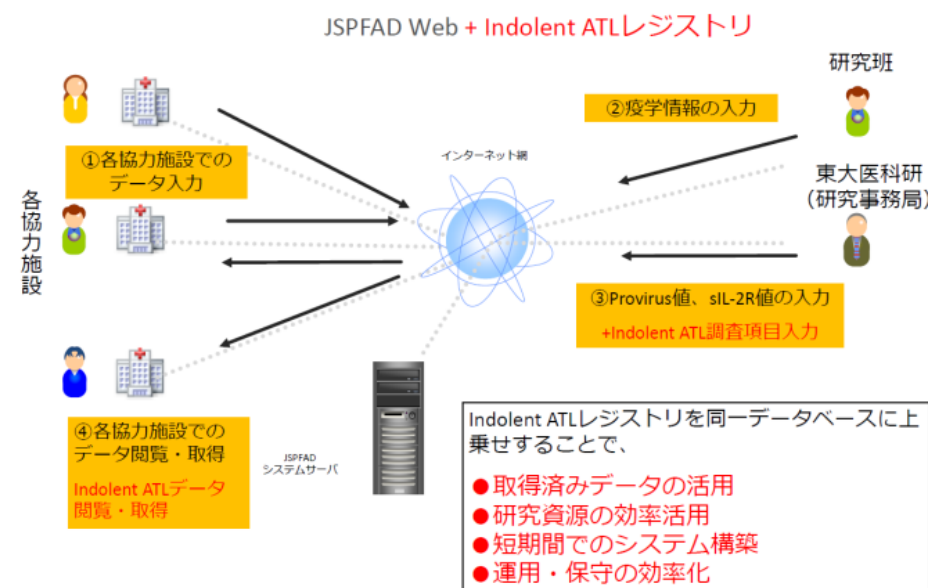 JSPFAD Web + Indolent ATLレジストリ
研究班
②疫学情報の入力
インターネット網
①各協力施設での
データ入力
東大医科研
(研究事務局)
各協力施設
③Provirus値、sIL-2R値の入力
+Indolent ATL調査項目入力
④各協力施設での
データ閲覧・取得
Indolent ATLデータ
閲覧・取得
JSPFAD
システムサーバ
Indolent ATLレジストリを同一データベースに上
乗せすることで、
●取得済みデータの活用
●研究資源の効率活用
●短期間でのシステム構築
●運用・保守の効率化